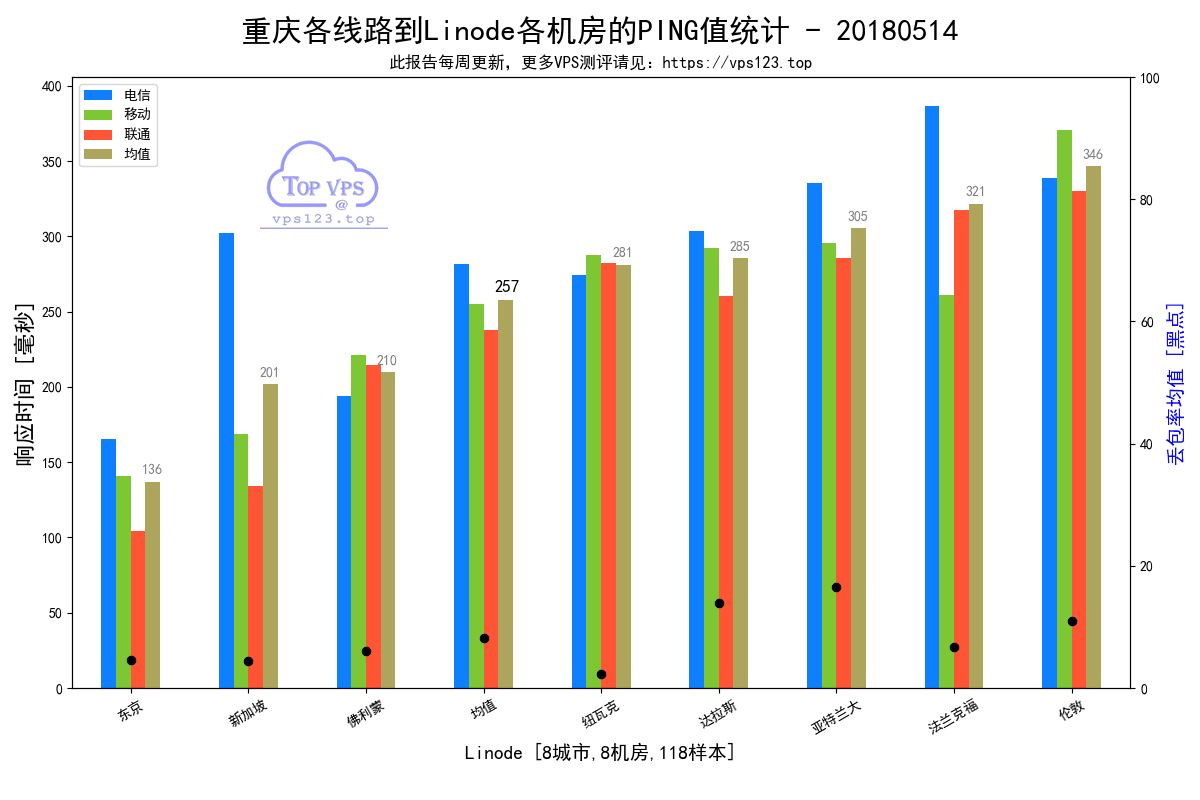 重庆各线路到Linode各机房的PING值统计 - 20180514
此报告每周更新，更多VPS测评请见：https://vps123.top
电信
移动
联通
均值
TOP VPS
@
vps123.top
响应时间 [毫秒]
400
350
300
250
200
150
100
50
0
136
201
210
257
281
285
305
321
346
100
80
60
40
20
0
丢包率均值 [黑点]
东京
新加坡
佛利蒙
均值
纽瓦克
达拉斯
亚特兰大
法兰克福
伦敦
Linode [8城市,8机房,118样本]